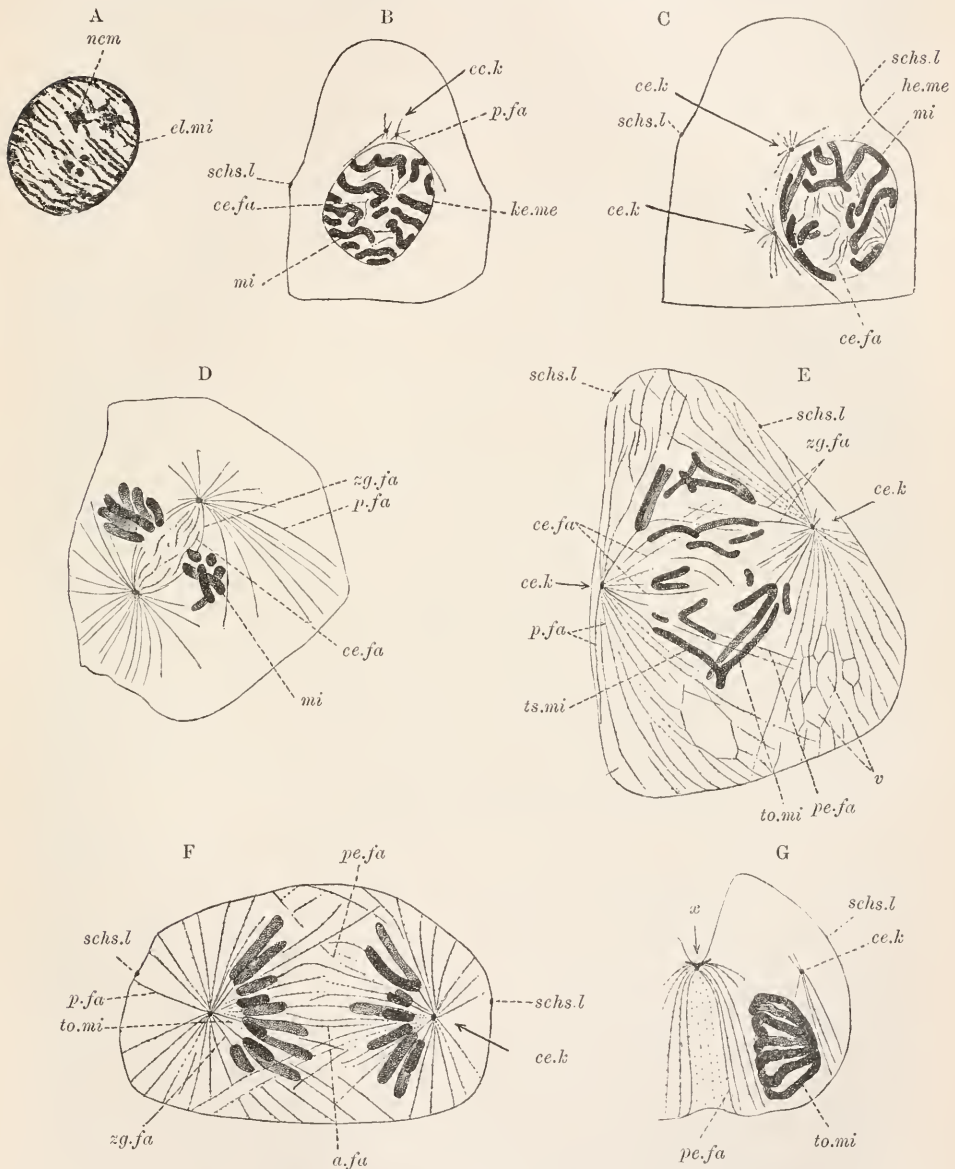 A
ncm
el.mi
B
cc.k
p.fa
schs.l
ce.fa
ke.me
mi
C
schs.l
ce.k
he.me
schs.l
mi
ce.k
ce.fa
D
zg.fa
p.fa
ce.fa
mi
E
schs.l
schs.l
zg.fa
ce.k
ce.fa
ce.k
p.fa
ts.mi
v
to.mi
pe.fa
F
pe.fa
schs.l
p.fa
schs.l
to.mi
ce.k
zg.fa
a.fa
G
x
schs.l
ce.k
pe.fa
to.mi